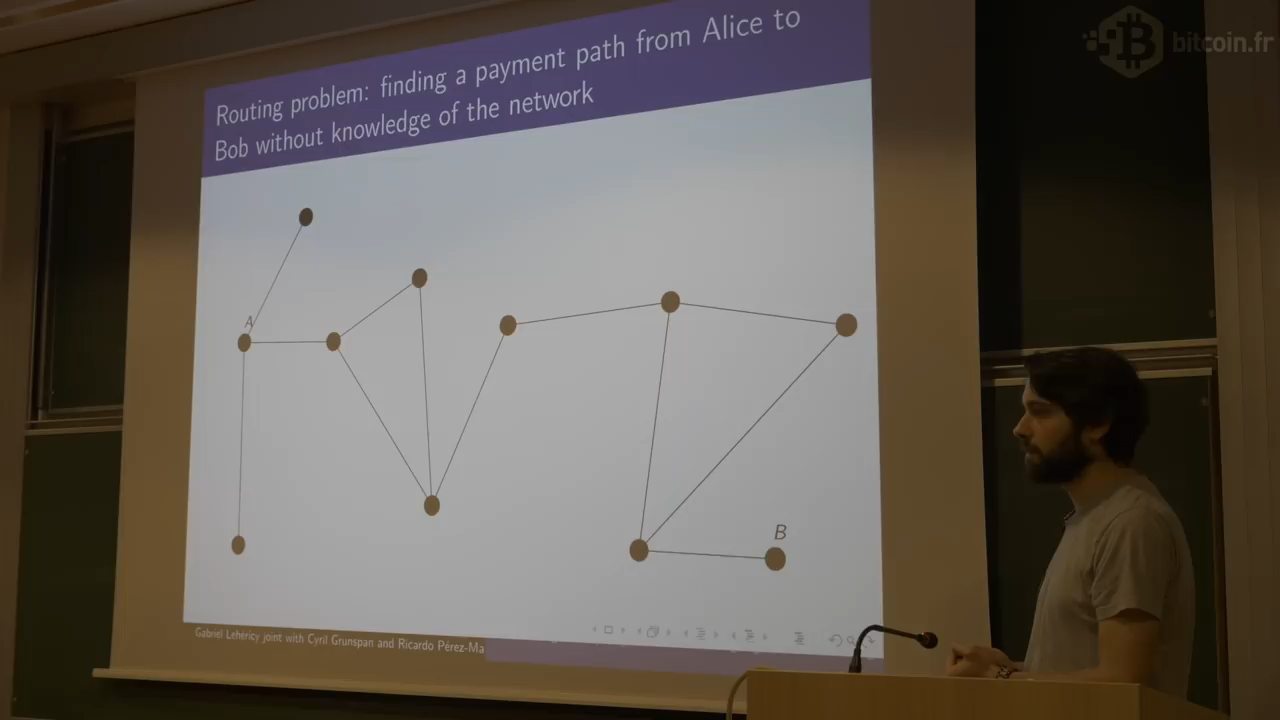 bitcoin.fr
Routing problem: finding a payment path from Alice to
Bob without knowledge of the network
A
B
Gabriel Lehéricy joint with Cyril Grunspan and Ricardo Pérez-Ma